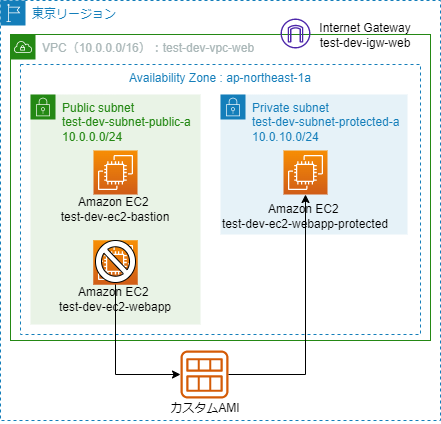 東京リージョン
Internet Gateway
test-dev-igw-web
VPC（10.0.0.0/16）：test-dev-vpc-web
Availability Zone : ap-northeast-1a
Public subnet
test-dev-subnet-public-a
10.0.0.0/24
Private subnet
test-dev-subnet-protected-a
10.0.10.0/24
Amazon EC2
test-dev-ec2-bastion
Amazon EC2
test-dev-ec2-webapp-protected
Amazon EC2
test-dev-ec2-webapp
カスタムAMI